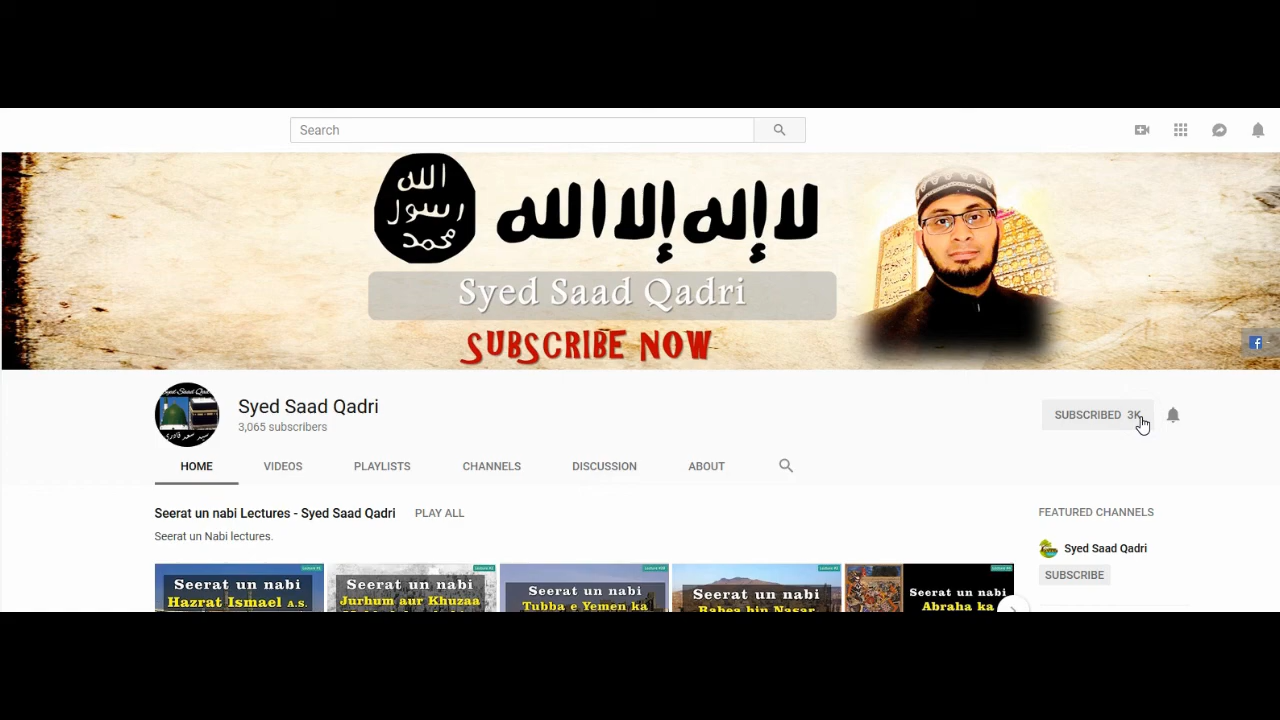 Search
الله
رسول
محمد
لا إله إلا الله
Syed Saad Qadri
SUBSCRIBE NOW
Syed Saad Qadri
3,065 subscribers
SUBSCRIBED 3K
HOME VIDEOS PLAYLISTS CHANNELS DISCUSSION ABOUT
Seerat un nabi Lectures - Syed Saad Qadri PLAY ALL
Seerat un Nabi lectures.
FEATURED CHANNELS
Syed Saad Qadri
SUBSCRIBE
Seerat un nabi
Hazrat Ismael A.S.
Seerat un nabi
Jurhum aur Khuzaa
Seerat un nabi
Tubba e Yemen ka
Seerat un nabi
Rabea bin Nasar
Seerat un nabi
Abraha ka